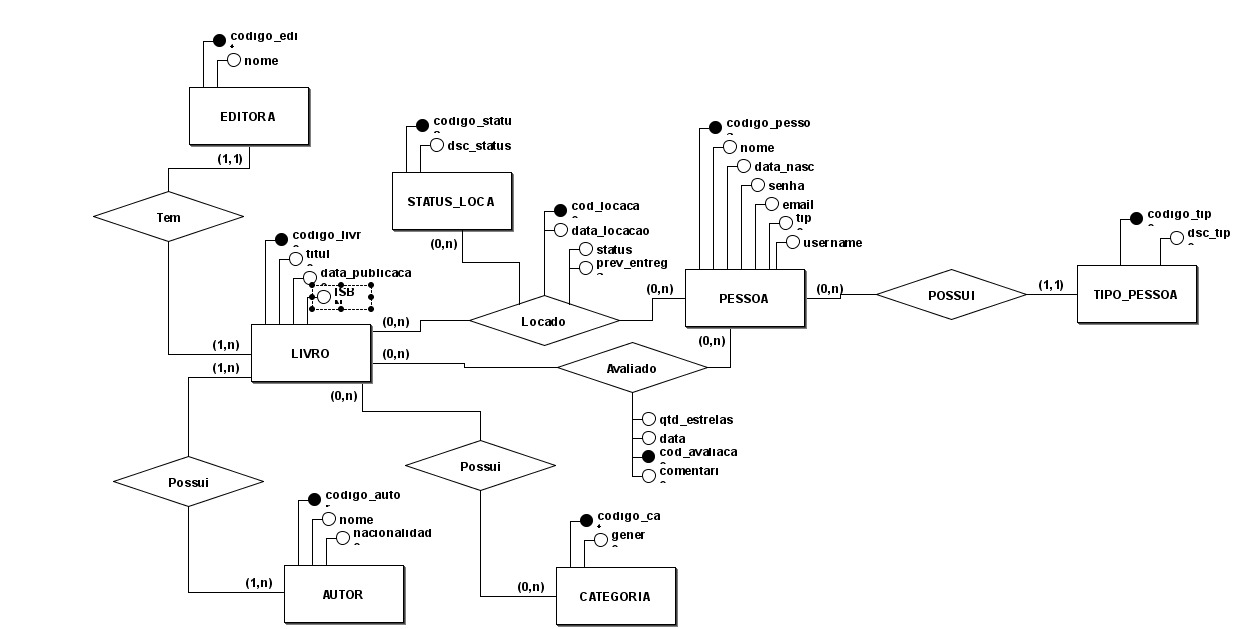 codigo_edi
nome
EDITORA
(1,1)
Tem
codigo_statu
dsc_status
STATUS_LOCA
(0,n)
cod_locaca
data_locacao
status
prev_entreg
Locado
codigo_pesso
nome
data_nasc
senha
email
tip
username
PESSOA
(0,n)
(0,n)
(0,n)
POSSUI
(1,1)
codigo_tip
dsc_tip
TIPO_PESSOA
codigo_livr
titul
data_publicaca
ISB
N
LIVRO
(0,n)
(0,n)
(1,n)
(1,n)
(0,n)
Avaliado
qtd_estrelas
data
cod_avaliaca
comentari
Possui
Possui
codigo_auto
nome
nacionalidad
(1,n)
AUTOR
codigo_ca
gener
(0,n)
CATEGORIA